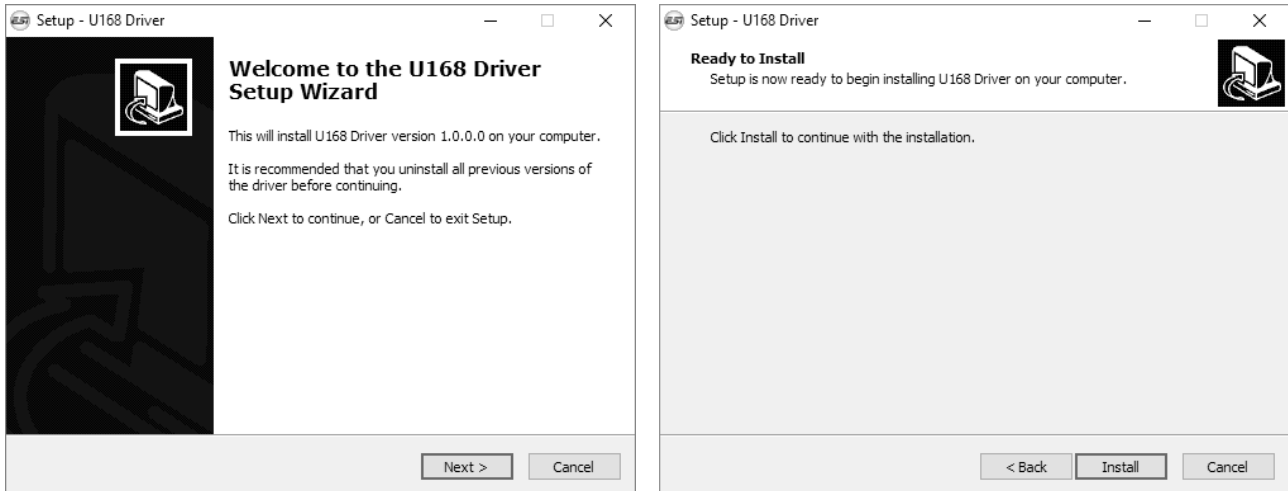 ESI Setup - U168 Driver
Welcome to the U168 Driver
Setup Wizard
This will install U168 Driver version 1.0.0.0 on your computer.
It is recommended that you uninstall all previous versions of
the driver before continuing.
Click Next to continue, or Cancel to exit Setup.
Next >
Cancel
ESI Setup - U168 Driver
Ready to Install
Setup is now ready to begin installing U168 Driver on your computer.
Click Install to continue with the installation.
< Back
Install
Cancel